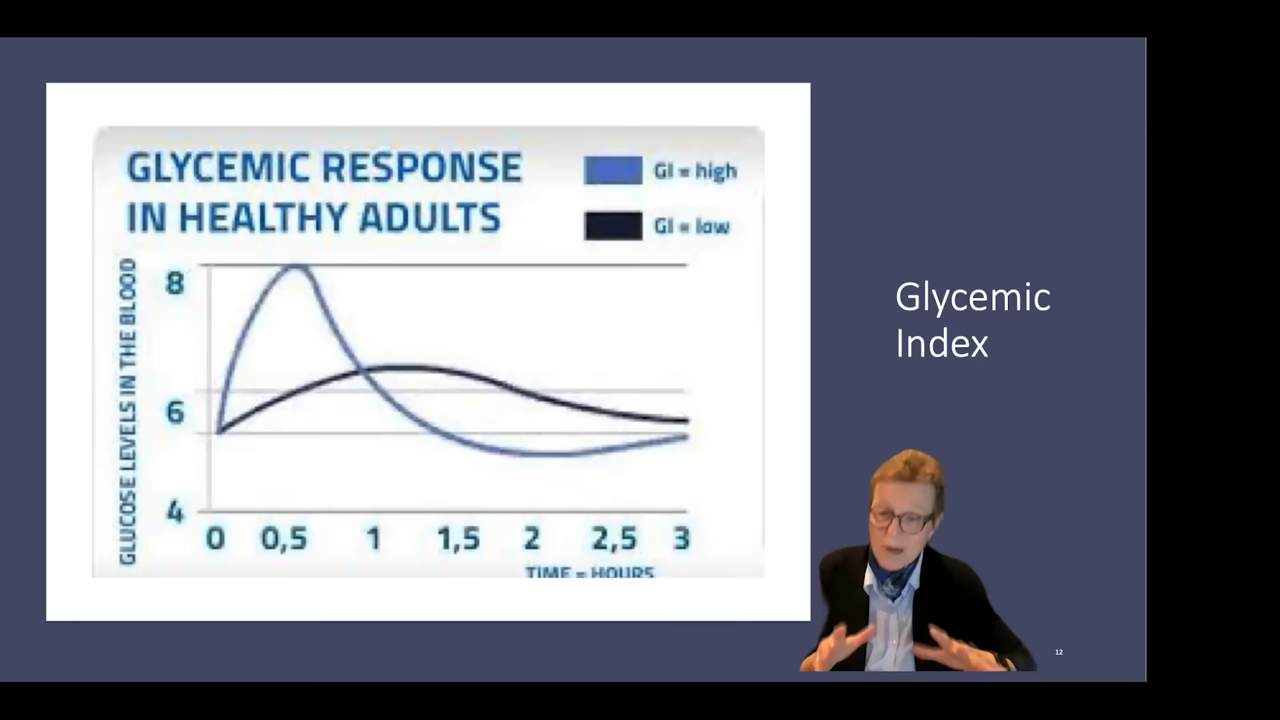 GLYCEMIC RESPONSE
IN HEALTHY ADULTS
GI = high
GI = low
GLUCOSE LEVELS IN THE BLOOD
8
6
4
0 0,5 1 1,5 2 2,5 3
TIME = HOURS
Glycemic
Index
12